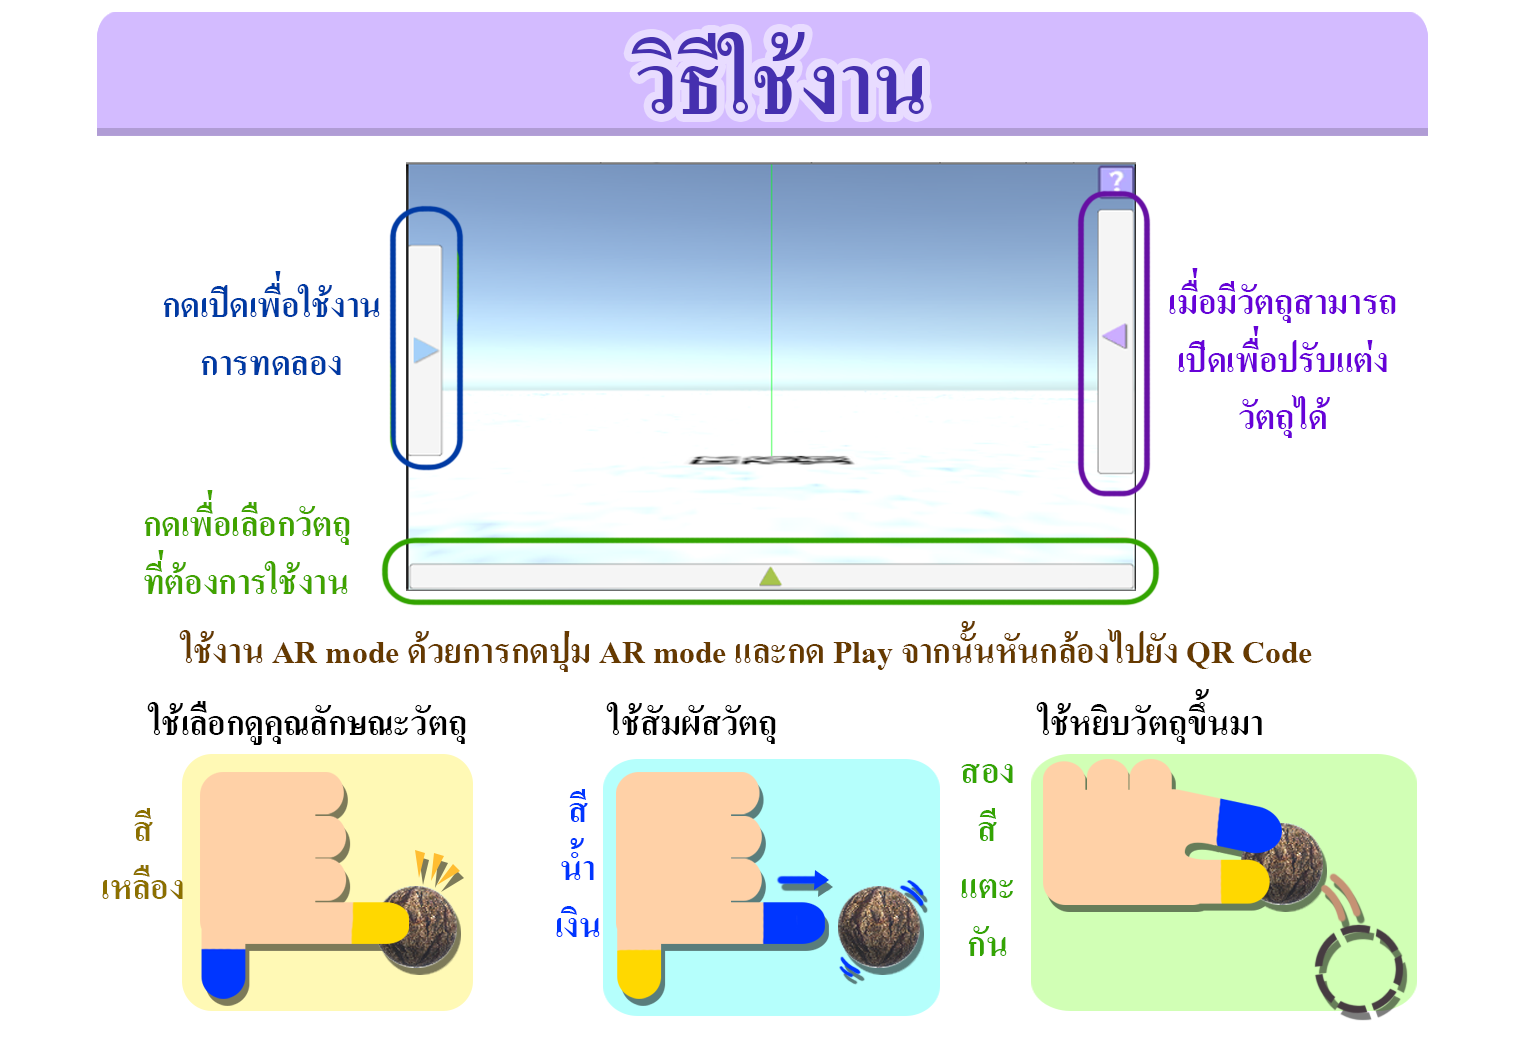 วิธีใช้งาน
?
กดเปิดเพื่อใช้งาน
การทดลอง
เมื่อมีวัตถุสามารถ
เปิดเพื่อปรับแต่ง
วัตถุได้
กดเพื่อเลือกวัตถุ
ที่ต้องการใช้งาน
ใช้งาน AR mode ด้วยการกดปุ่ม AR mode และกด Play จากนั้นหันกล้องไปยัง QR Code
ใช้เลือกดูคุณลักษณะวัตถุ
สี
เหลือง
ใช้สัมผัสวัตถุ
สี
น้ำ
เงิน
ใช้หยิบวัตถุขึ้นมา
สอง
สี
แตะ
กัน